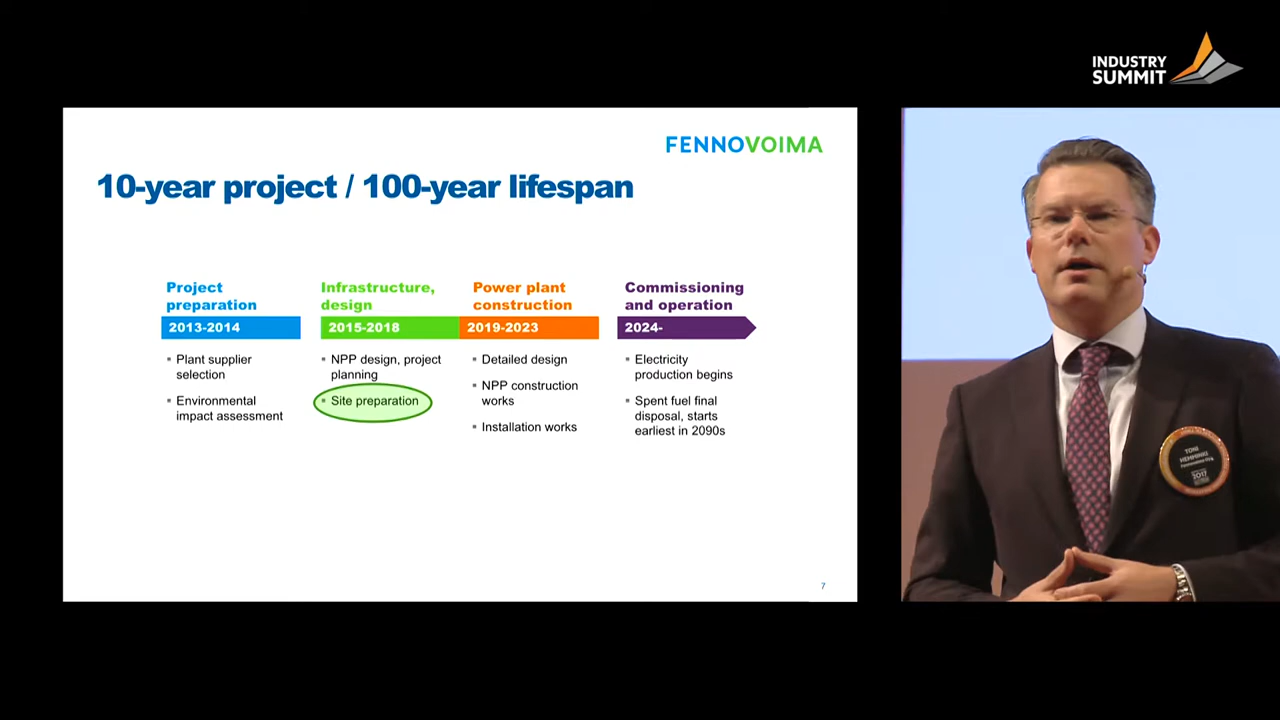 INDUSTRY
SUMMIT
FENNOVOIMA
10-year project / 100-year lifespan
Project
preparation
2013-2014
▪ Plant supplier
selection
▪ Environmental
impact assessment
Infrastructure,
design
2015-2018
▪ NPP design, project
planning
▪ Site preparation
Power plant
construction
2019-2023
▪ Detailed design
▪ NPP construction
works
▪ Installation works
Commissioning
and operation
2024-
▪ Electricity
production begins
▪ Spent fuel final
disposal, starts
earliest in 2090s
7
TONI
HEMMINKI
2017